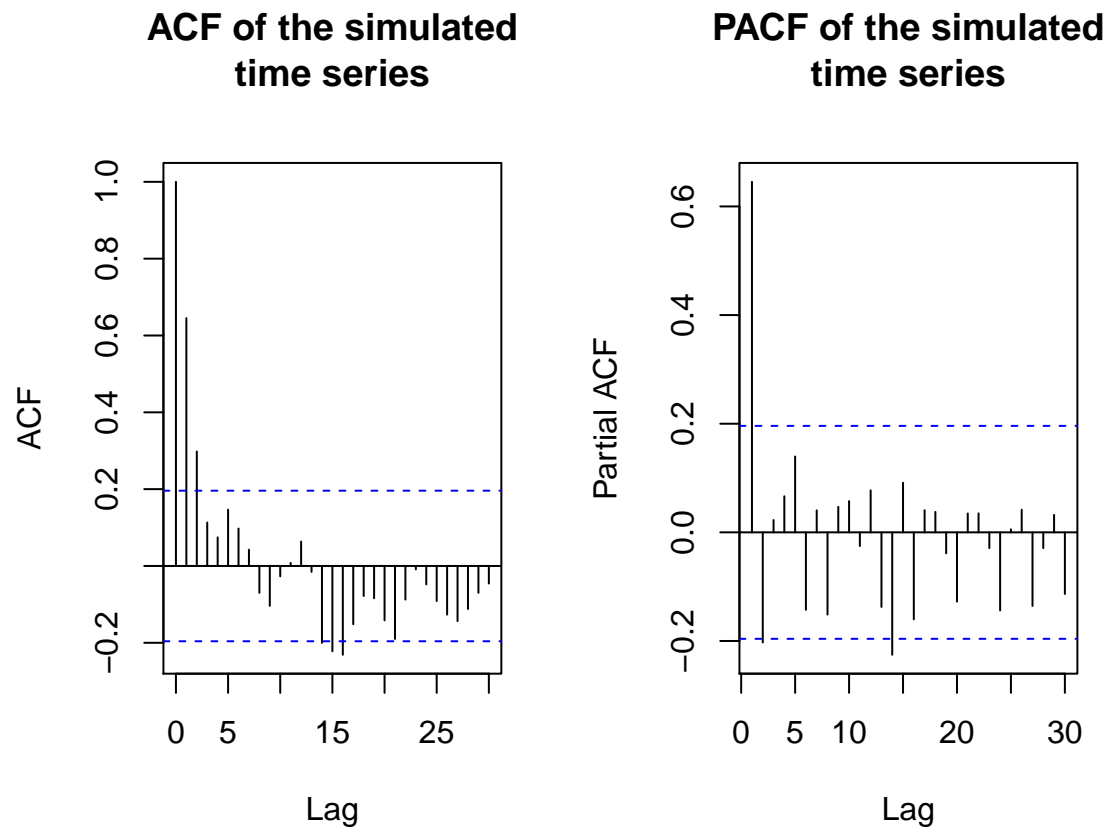 ACF of the simulated
time series
ACF
1.0
0.8
0.6
0.4
0.2
−0.2
0 5 15 25
Lag
PACF of the simulated
time series
Partial ACF
0.6
0.4
0.2
0.0
−0.2
0 5 10 20 30
Lag